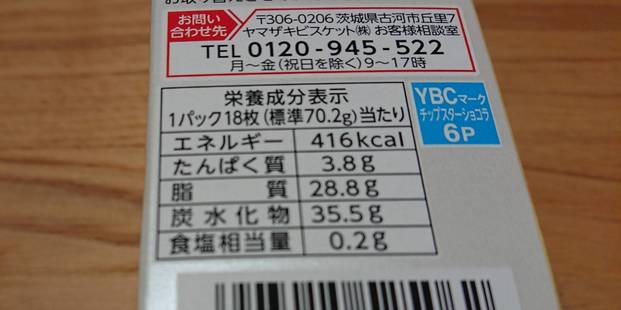 お問い
合わせ先
〒306-0206 茨城県古河市丘里7
ヤマザキビスケット㈱ お客様相談室
TEL 0120-945-522
月～金(祝日を除く)9～17時
栄養成分表示
1パック18枚(標準70.2g)当たり
エネルギー 416kcal
たんぱく質 3.8g
脂質 28.8g
炭水化物 35.5g
食塩相当量 0.2g
YBCマーク
チップスターショコラ
6P